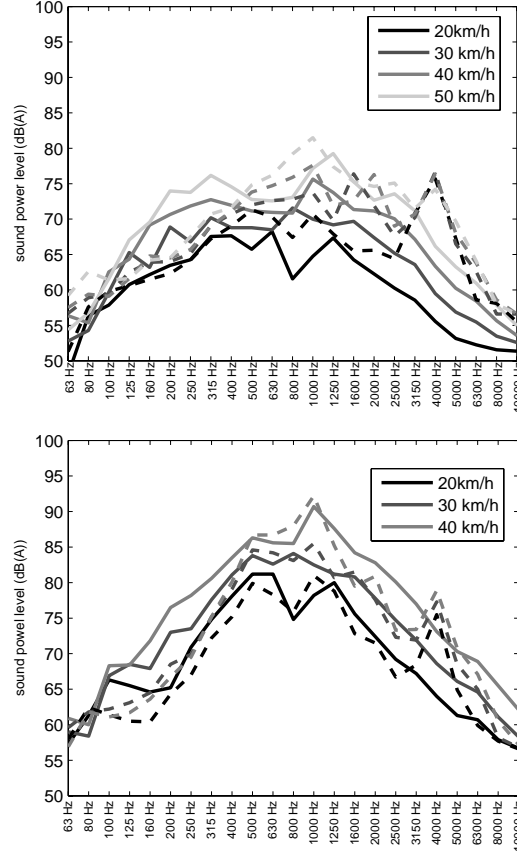 100
95
90
85
80
75
70
65
60
55
50
sound power level (dB(A))
20km/h
30 km/h
40 km/h
50 km/h
63 Hz
80 Hz
100 Hz
125 Hz
160 Hz
200 Hz
250 Hz
315 Hz
400 Hz
500 Hz
630 Hz
800 Hz
1000 Hz
1250 Hz
1600 Hz
2000 Hz
2500 Hz
3150 Hz
4000 Hz
5000 Hz
6300 Hz
8000 Hz
100
95
90
85
80
75
70
65
60
55
50
sound power level (dB(A))
20km/h
30 km/h
40 km/h
63 Hz
80 Hz
100 Hz
125 Hz
160 Hz
200 Hz
250 Hz
315 Hz
400 Hz
500 Hz
630 Hz
800 Hz
1000 Hz
1250 Hz
1600 Hz
2000 Hz
25000 Hz
3150 Hz
4000 Hz
5000 Hz
6300 Hz
8000 Hz